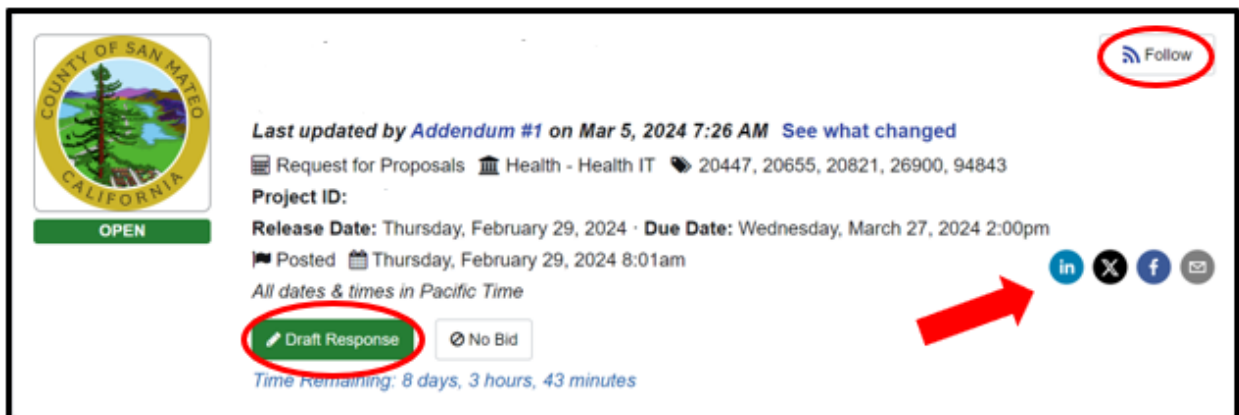 COUNTY OF SAN MATEO
CALIFORNIA
OPEN
Follow
Last updated by Addendum #1 on Mar 5, 2024 7:26 AM See what changed
Request for Proposals Health - Health IT 20447, 20655, 20821, 26900, 94843
Project ID:
Release Date: Thursday, February 29, 2024 · Due Date: Wednesday, March 27, 2024 2:00pm
Posted Thursday, February 29, 2024 8:01am
in X f
All dates & times in Pacific Time
Draft Response No Bid
Time Remaining: 8 days, 3 hours, 43 minutes